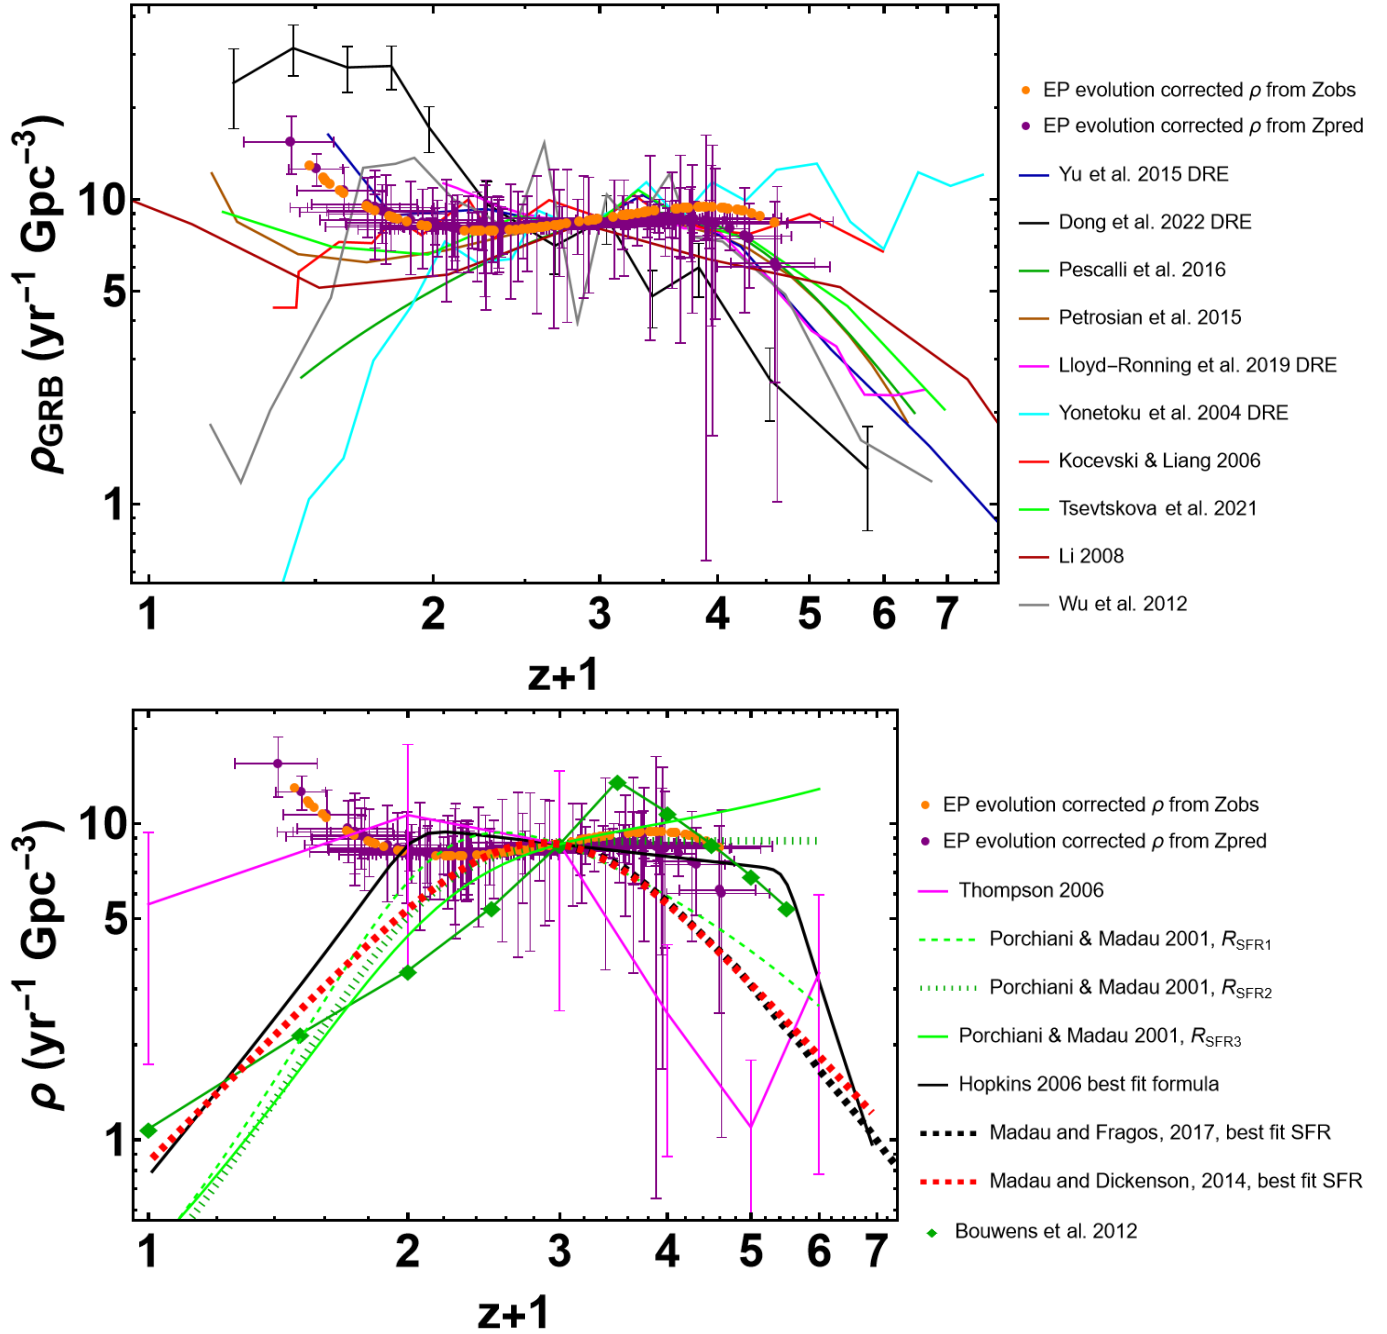 10
5
1
ρGRB (yr⁻¹ Gpc⁻³)
1 2 3 4 5 6 7
z+1
EP evolution corrected ρ from Zobs
EP evolution corrected ρ from Zpred
Yu et al. 2015 DRE
Dong et al. 2022 DRE
Pescalli et al. 2016
Petrosian et al. 2015
Lloyd–Ronning et al. 2019 DRE
Yonetoku et al. 2004 DRE
Kocevski & Liang 2006
Tsevtskova et al. 2021
Li 2008
Wu et al. 2012
10
5
1
ρ (yr⁻¹ Gpc⁻³)
1 2 3 4 5 6 7
z+1
EP evolution corrected ρ from Zobs
EP evolution corrected ρ from Zpred
Thompson 2006
Porchiani & Madau 2001, RSFR1
Porchiani & Madau 2001, RSFR2
Porchiani & Madau 2001, RSFR3
Hopkins 2006 best fit formula
Madau and Fragos, 2017, best fit SFR
Madau and Dickenson, 2014, best fit SFR
Bouwens et al. 2012